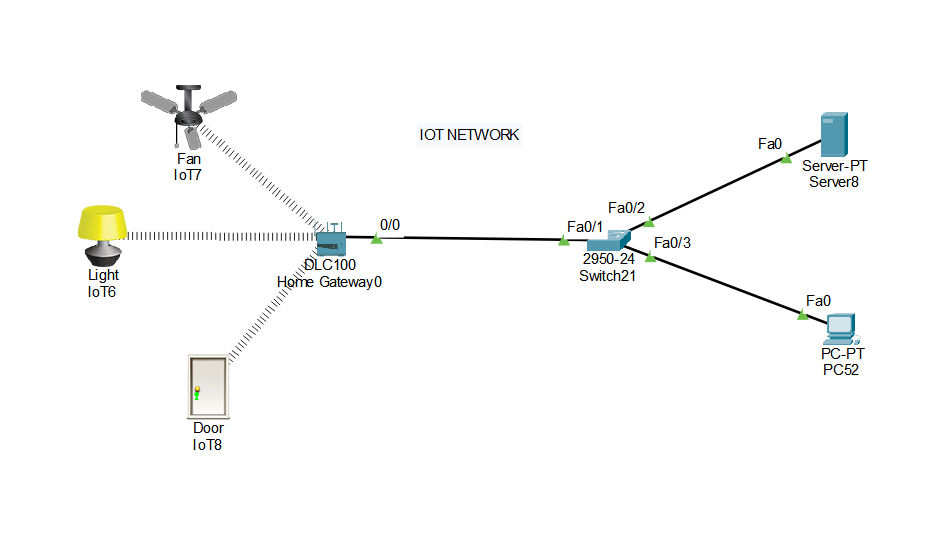 IOT NETWORK
Fan
IoT7
Light
IoT6
Door
IoT8
DLC100
Home Gateway0
0/0
Fa0/1
Fa0/2
Fa0/3
2950-24
Switch21
Fa0
Server-PT
Server8
Fa0
PC-PT
PC52